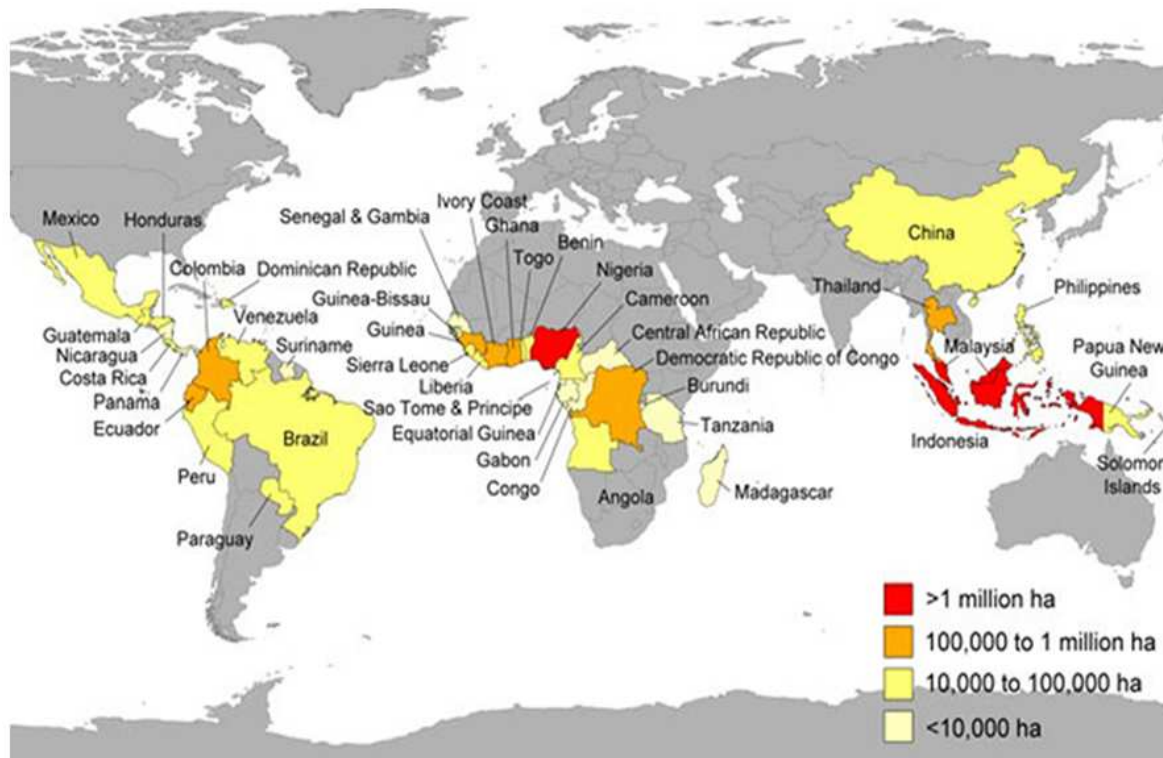 Mexico
Honduras
Colombia
Dominican Republic
Guatemala
Venezuela
Nicaragua
Suriname
Costa Rica
Panama
Ecuador
Brazil
Peru
Paraguay
Senegal & Gambia
Ivory Coast
Ghana
Togo
Benin
Nigeria
Guinea-Bissau
Cameroon
Guinea
Central African Republic
Sierra Leone
Democratic Republic of Congo
Liberia
Burundi
Sao Tome & Principe
Tanzania
Equatorial Guinea
Gabon
Congo
Angola
Madagascar
China
Thailand
Philippines
Malaysia
Papua New
Guinea
Indonesia
Solomon
Islands
>1 million ha
100,000 to 1 million ha
10,000 to 100,000 ha
<10,000 ha